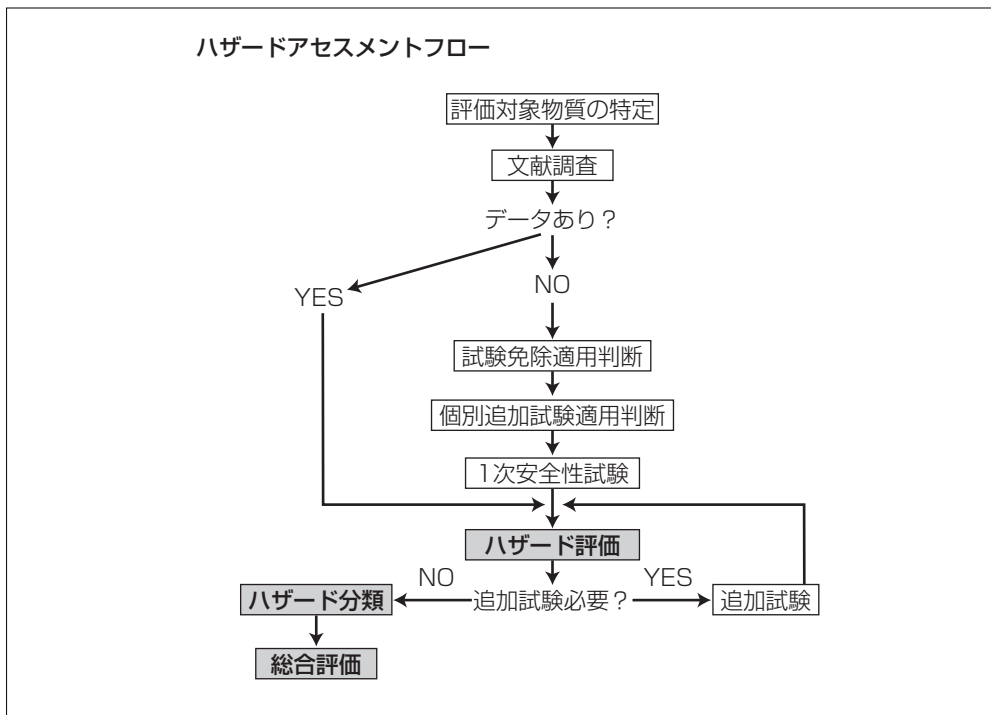 ハザードアセスメントフロー
評価対象物質の特定
文献調査
データあり？
YES
NO
試験免除適用判断
個別追加試験適用判断
1次安全性試験
ハザード評価
NO
YES
ハザード分類
追加試験必要？
追加試験
総合評価